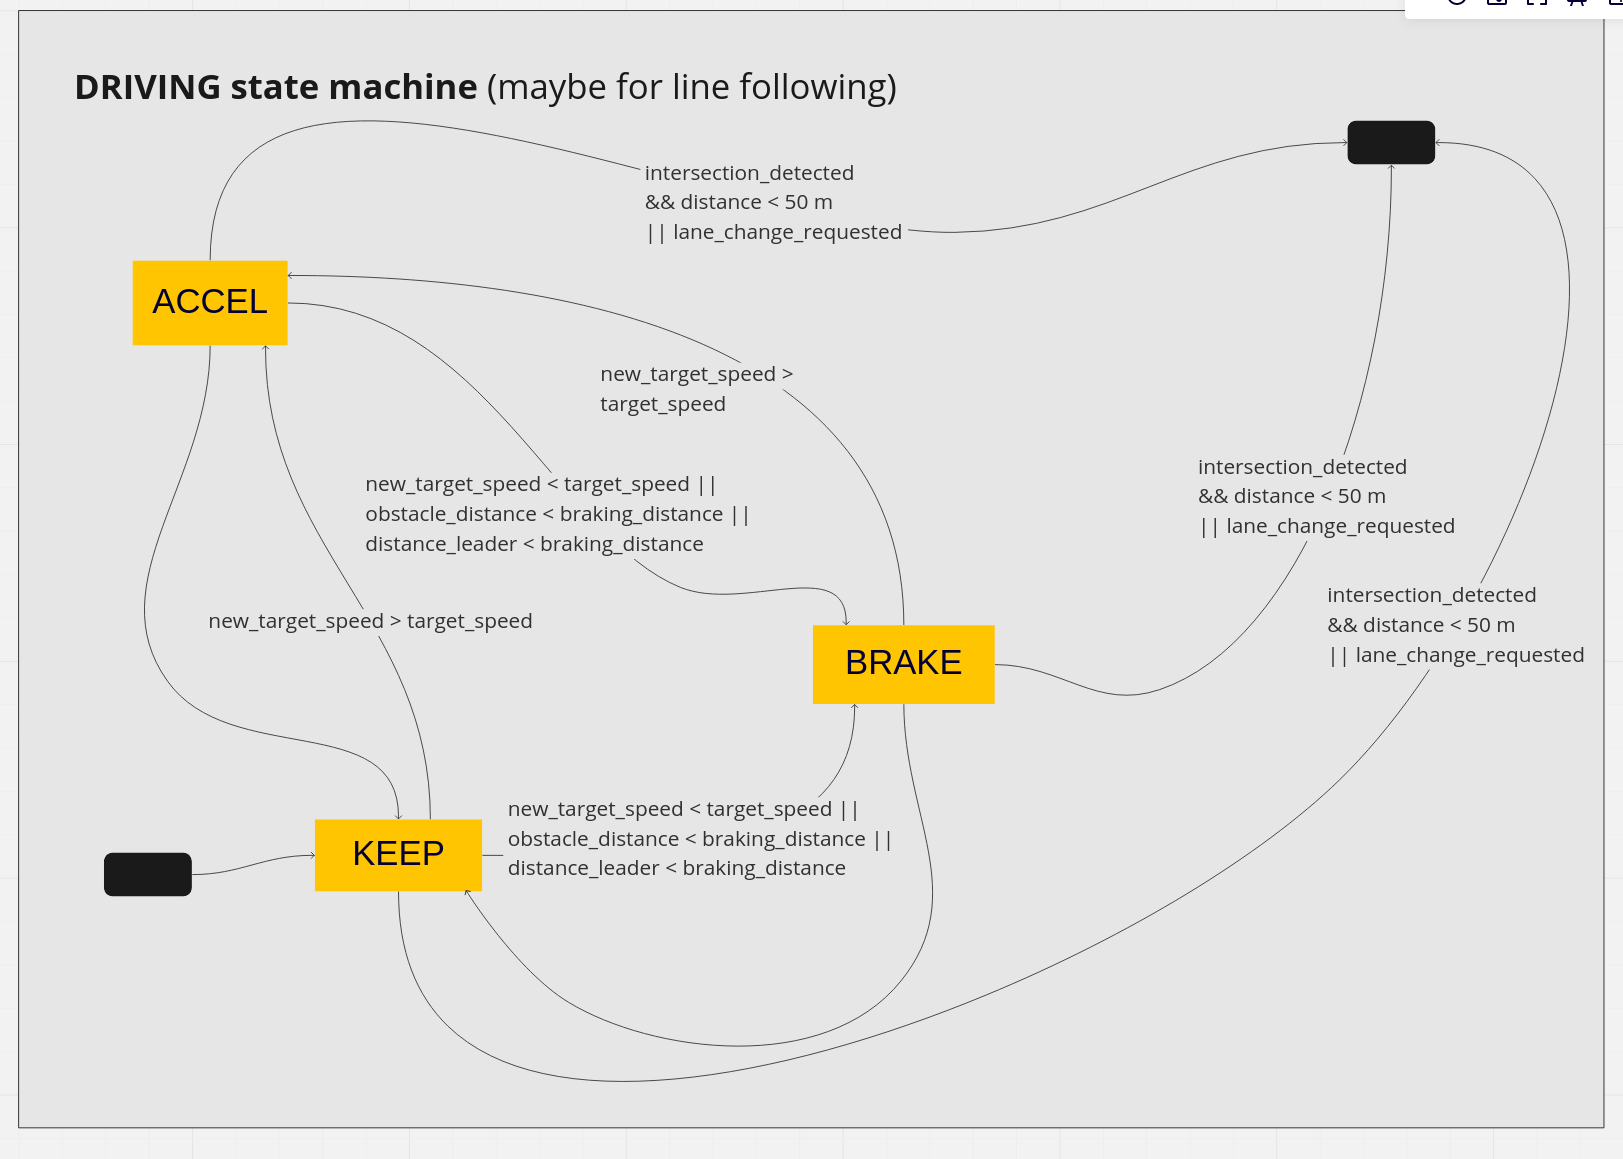 DRIVING state machine (maybe for line following)
intersection_detected
&& distance < 50 m
|| lane_change_requested
ACCEL
new_target_speed >
target_speed
new_target_speed < target_speed ||
obstacle_distance < braking_distance ||
distance_leader < braking_distance
intersection_detected
&& distance < 50 m
|| lane_change_requested
new_target_speed > target_speed
intersection_detected
&& distance < 50 m
|| lane_change_requested
BRAKE
new_target_speed < target_speed ||
obstacle_distance < braking_distance ||
distance_leader < braking_distance
KEEP